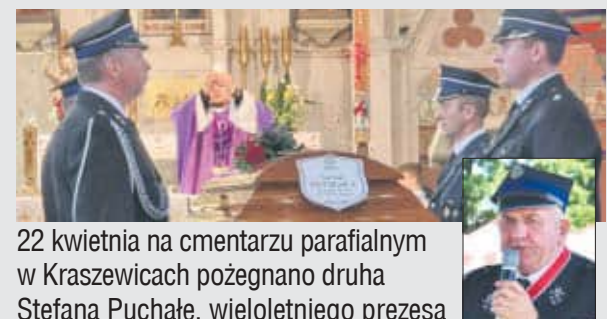 22 kwietnia na cmentarzu parafialnym
w Kraszewicach pożegnano druha
Stefana Puchałę, wieloletniego prezesa